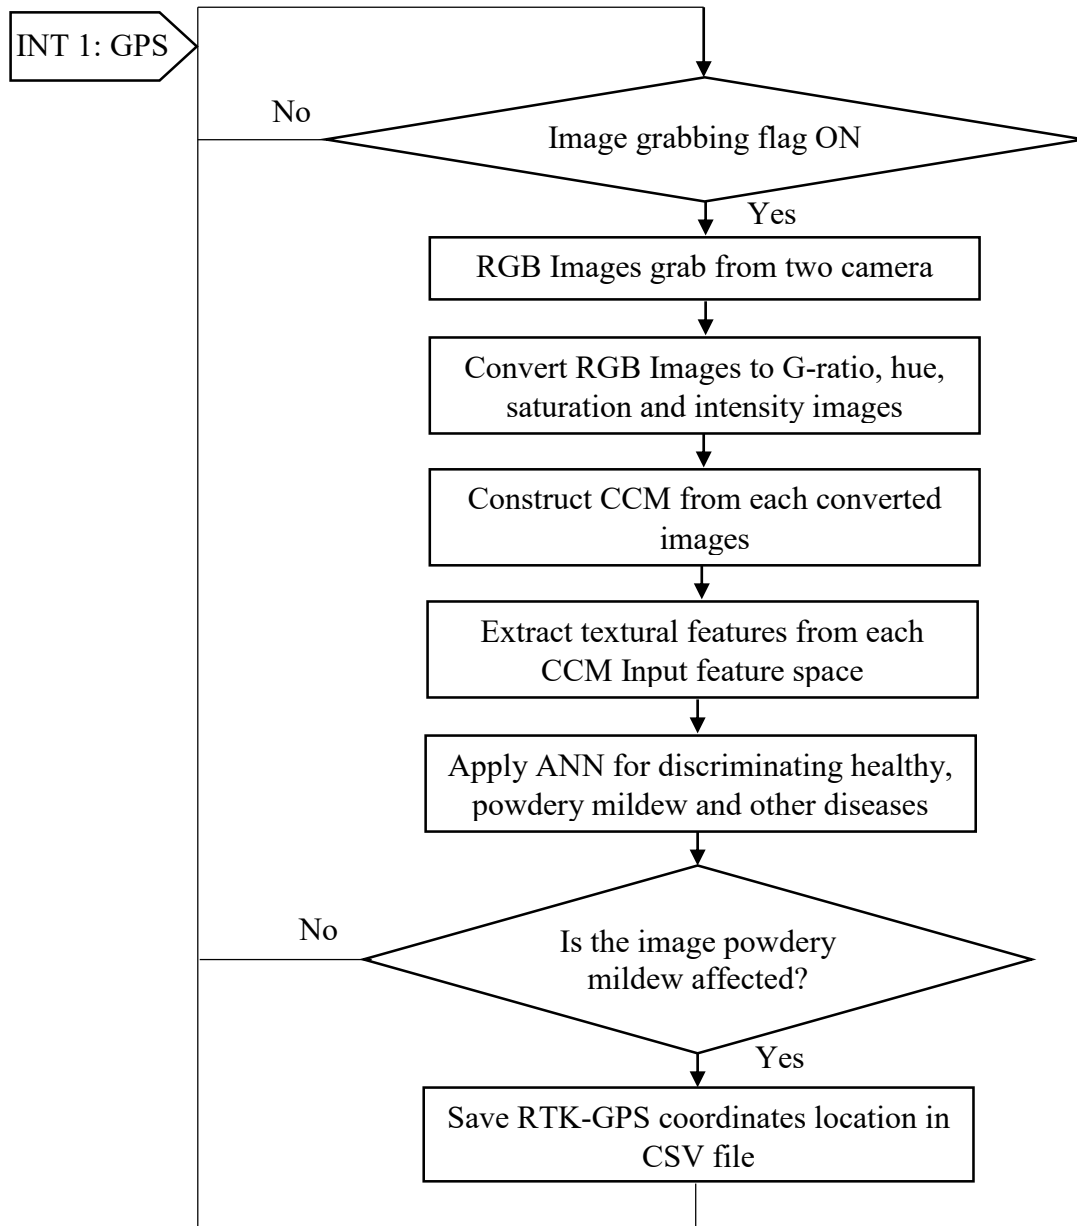 INT 1: GPS
No
Image grabbing flag ON
Yes
RGB Images grab from two camera
Convert RGB Images to G-ratio, hue,
saturation and intensity images
Construct CCM from each converted
images
Extract textural features from each
CCM Input feature space
Apply ANN for discriminating healthy,
powdery mildew and other diseases
No
Is the image powdery
mildew affected?
Yes
Save RTK-GPS coordinates location in
CSV file